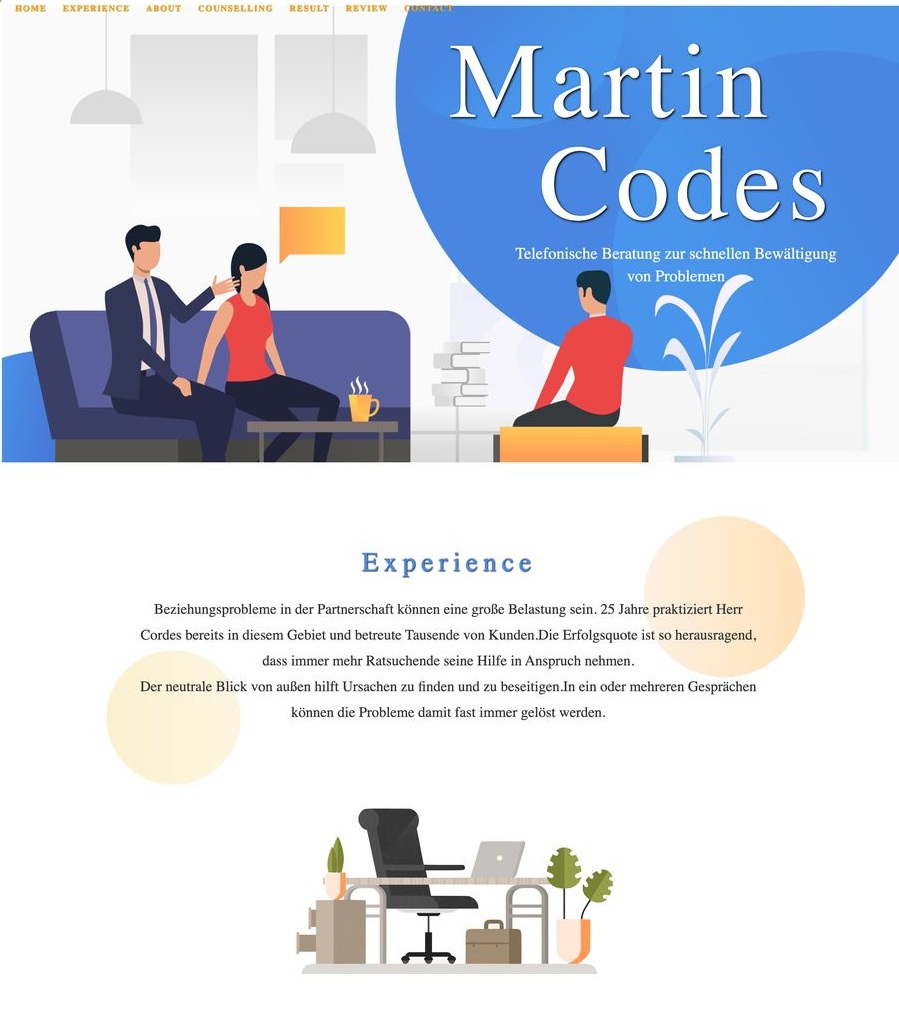 HOME EXPERIENCE ABOUT COUNSELLING RESULT REVIEW CONTACT
Martin
Codes
Telefonische Beratung zur schnellen Bewältigung
von Problemen
Experience
Beziehungsprobleme in der Partnerschaft können eine große Belastung sein. 25 Jahre praktiziert Herr
Cordes bereits in diesem Gebiet und betreute Tausende von Kunden.Die Erfolgsquote ist so herausragend,
dass immer mehr Ratsuchende seine Hilfe in Anspruch nehmen.
Der neutrale Blick von außen hilft Ursachen zu finden und zu beseitigen.In ein oder mehreren Gesprächen
können die Probleme damit fast immer gelöst werden.